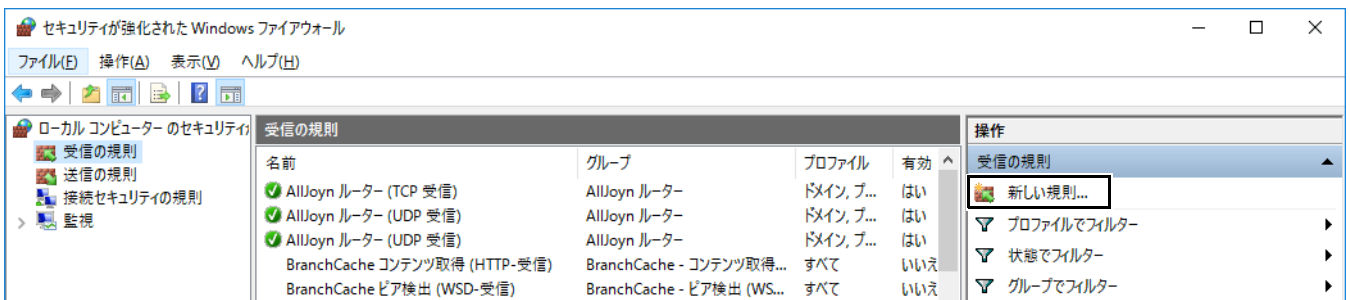 セキュリティが強化された Windows ファイアウォール
ファイル(F) 操作(A) 表示(V) ヘルプ(H)
ローカル コンピューター のセキュリティ
受信の規則
送信の規則
接続セキュリティの規則
監視
受信の規則
名前 グループ プロファイル 有効
AllJoyn ルーター (TCP 受信) AllJoyn ルーター ドメイン, プ... はい
AllJoyn ルーター (UDP 受信) AllJoyn ルーター ドメイン, プ... はい
AllJoyn ルーター (UDP 受信) AllJoyn ルーター ドメイン, プ... はい
BranchCache コンテンツ取得 (HTTP-受信) BranchCache - コンテンツ取得... すべて いいえ
BranchCache ピア検出 (WSD-受信) BranchCache - ピア検出 (WS... すべて いいえ
操作
受信の規則
新しい規則...
プロファイルでフィルター
状態でフィルター
グループでフィルター